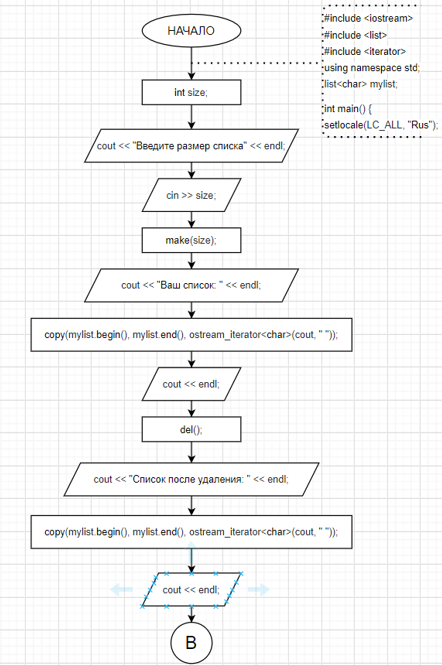 НАЧАЛО
#include <iostream>
#include <list>
#include <iterator>
using namespace std;
list<char> mylist;
int main() {
setlocale(LC_ALL, "Rus");
int size;
cout << "Введите размер списка" << endl;
cin >> size;
make(size);
cout << "Ваш список: " << endl;
copy(mylist.begin(), mylist.end(), ostream_iterator<char>(cout, " "));
cout << endl;
del();
cout << "Список после удаления: " << endl;
copy(mylist.begin(), mylist.end(), ostream_iterator<char>(cout, " "));
cout << endl;
B